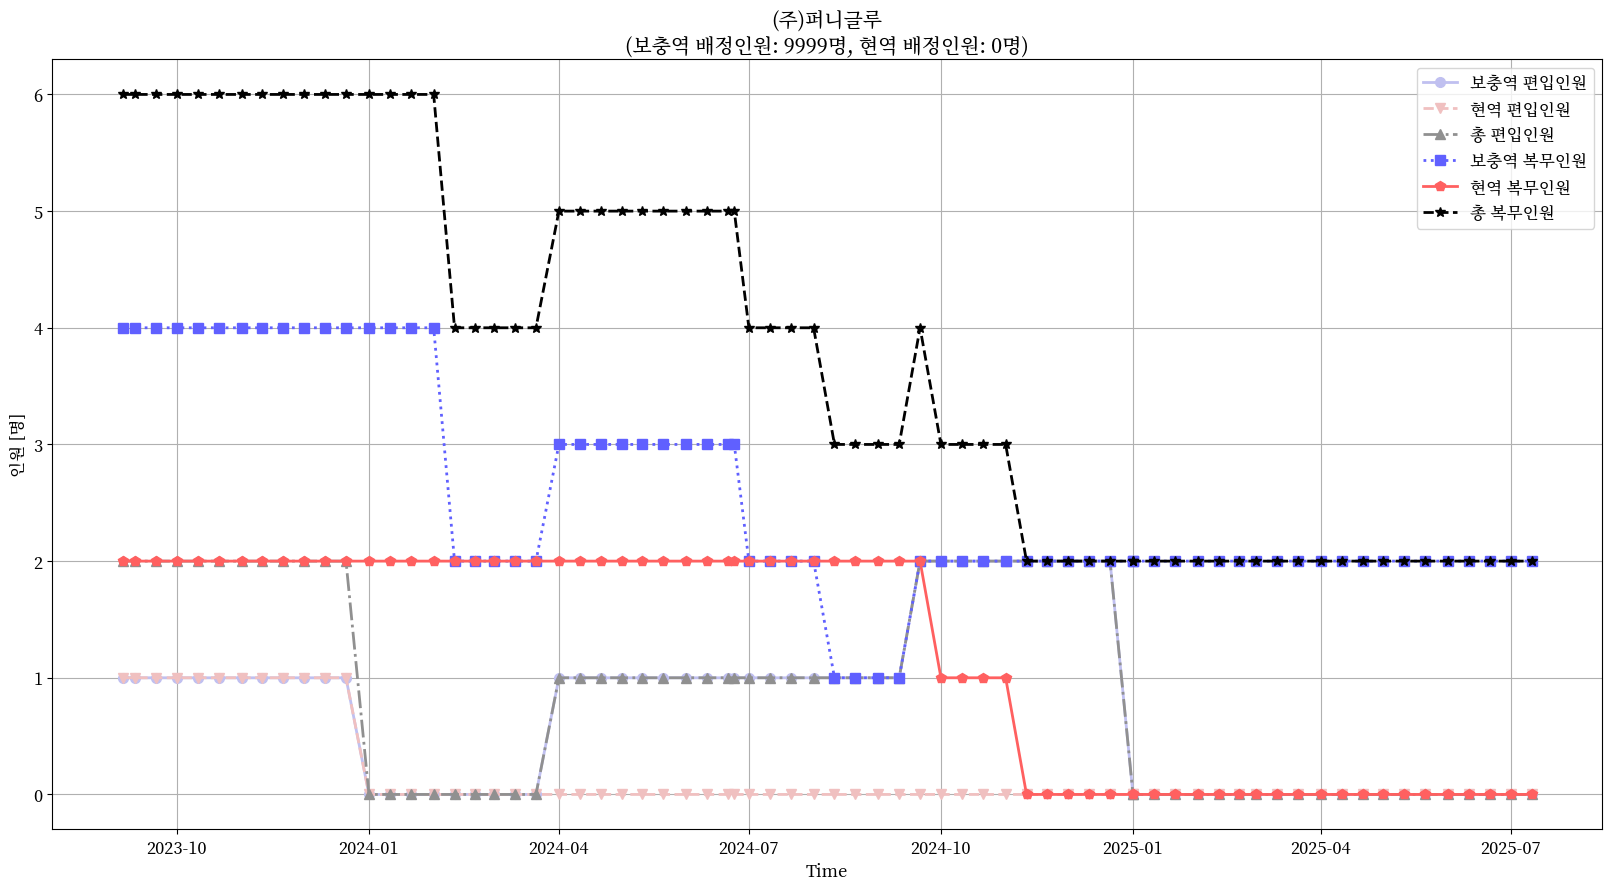 (주)퍼니글루
(보충역 배정인원: 9999명, 현역 배정인원: 0명)
보충역 편입인원
현역 편입인원
총 편입인원
보충역 복무인원
현역 복무인원
총 복무인원
인원 [명]
6
5
4
3
2
1
0
2023-10
2024-01
2024-04
2024-07
2024-10
2025-01
2025-04
2025-07
Time